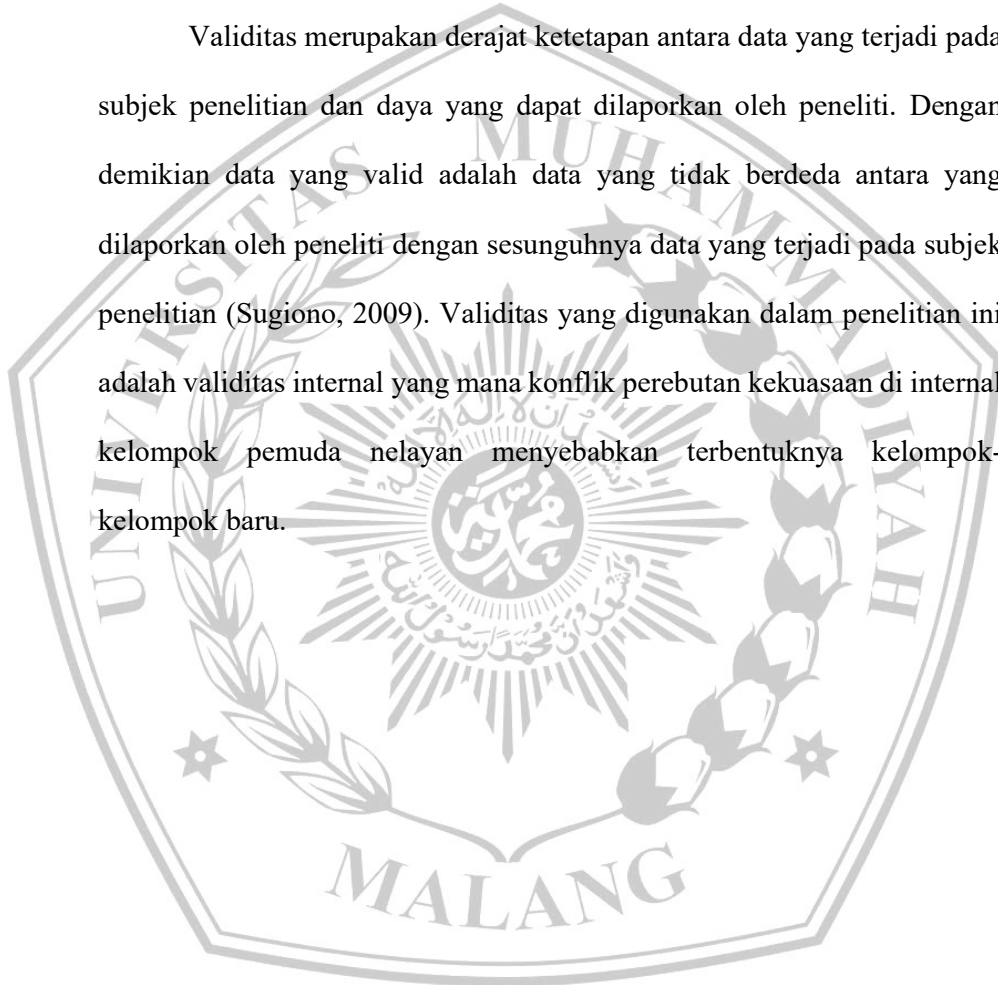 Validitas merupakan derajat ketetapan antara data yang terjadi pada
subjek penelitian dan daya yang dapat dilaporkan oleh peneliti. Dengan
demikian data yang valid adalah data yang tidak berdeda antara yang
dilaporkan oleh peneliti dengan sesunguhnya data yang terjadi pada subjek
penelitian (Sugiono, 2009). Validitas yang digunakan dalam penelitian ini
adalah validitas internal yang mana konflik perebutan kekuasaan di internal
kelompok pemuda nelayan menyebabkan terbentuknya kelompok-
kelompok baru.
UNIVERSITAS MUHAMMADIYAH
MALANG